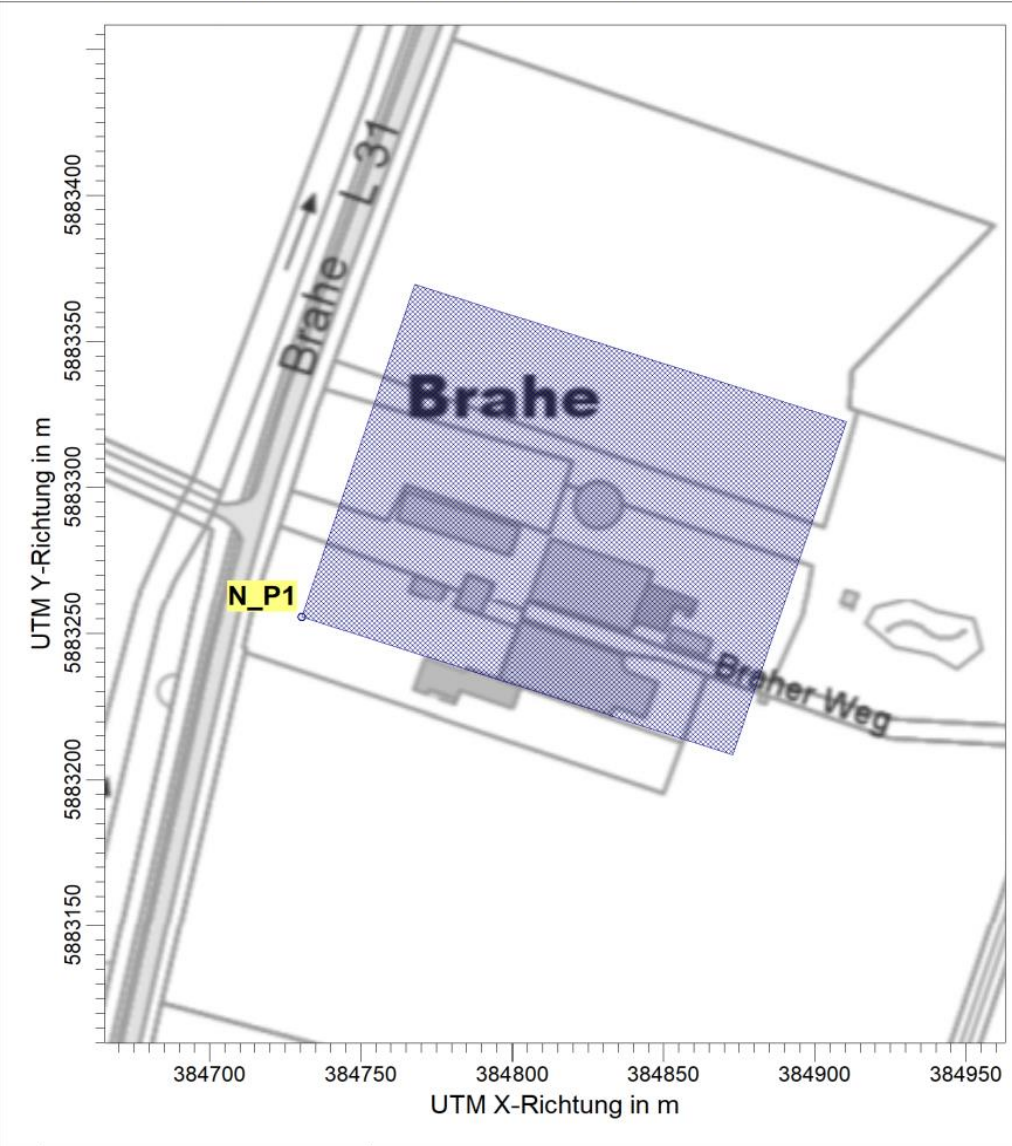 Brahe L 31
Brahe
N_P1
Breher Weg
UTM Y-Richtung in m
5883400
5883350
5883300
5883250
5883200
5883150
384700
384750
384800
384850
384900
384950
UTM X-Richtung in m